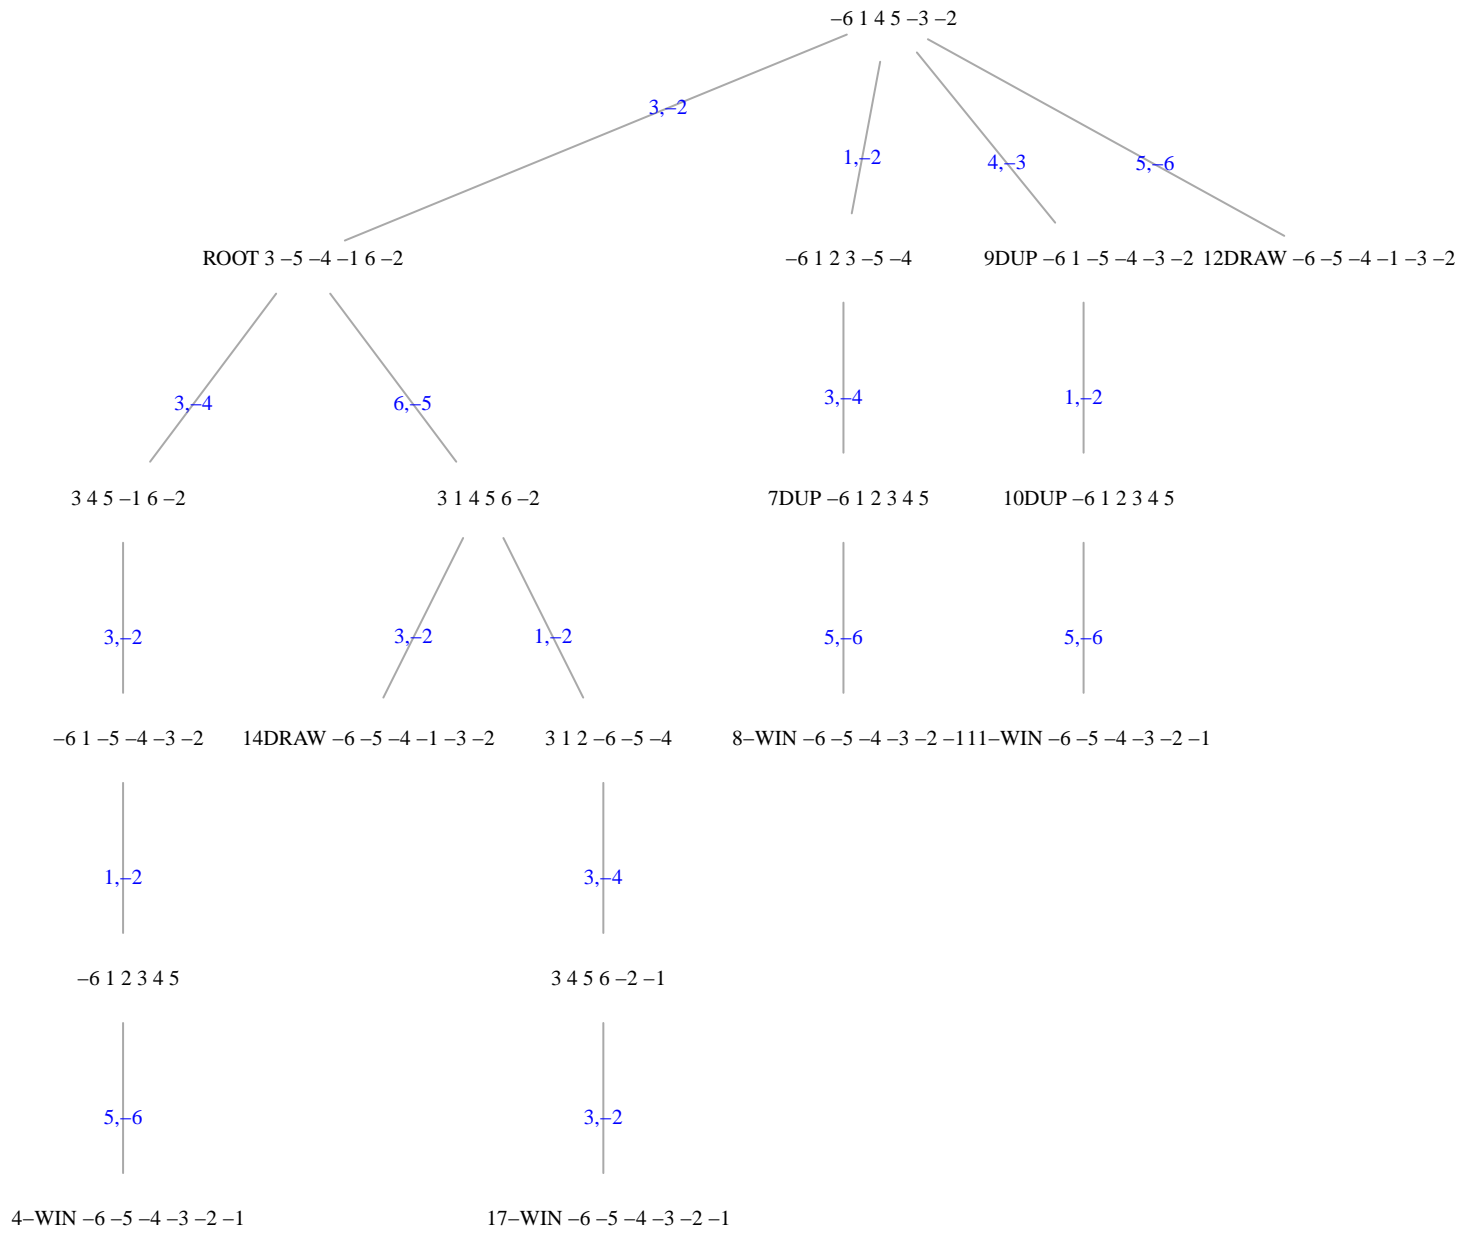 −6 1 4 5 −3 −2
3,−2
1,−2
4,−3
5,−6
ROOT 3 −5 −4 −1 6 −2
−6 1 2 3 −5 −4
9DUP −6 1 −5 −4 −3 −2
12DRAW −6 −5 −4 −1 −3 −2
3,−4
6,−5
3,−4
1,−2
3 4 5 −1 6 −2
3 1 4 5 6 −2
7DUP −6 1 2 3 4 5
10DUP −6 1 2 3 4 5
3,−2
3,−2
1,−2
5,−6
5,−6
−6 1 −5 −4 −3 −2
14DRAW −6 −5 −4 −1 −3 −2
3 1 2 −6 −5 −4
8−WIN −6 −5 −4 −3 −2 −1
11−WIN −6 −5 −4 −3 −2 −1
1,−2
3,−4
−6 1 2 3 4 5
3 4 5 6 −2 −1
5,−6
3,−2
4−WIN −6 −5 −4 −3 −2 −1
17−WIN −6 −5 −4 −3 −2 −1